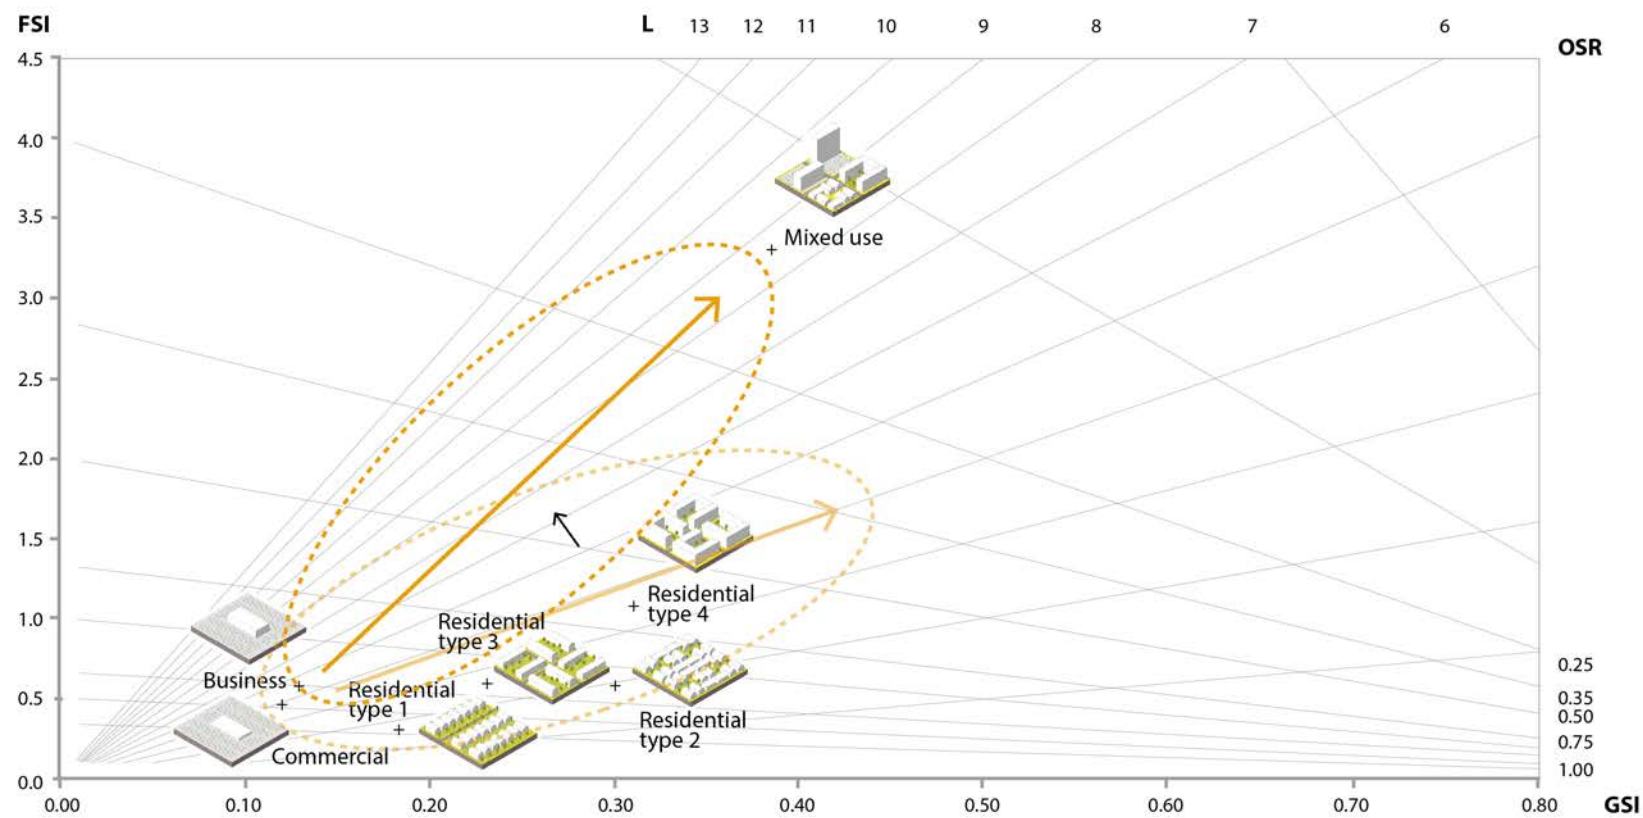 FSI
L 13 12 11 10 9 8 7 6
OSR
4.5
4.0
3.5
Mixed use
3.0
2.5
2.0
1.5
Residential
type 4
1.0
Residential
type 3
0.25
Business
Residential
type 1
0.5
0.35
0.50
Residential
type 2
0.75
Commercial
1.00
0.0
0.00 0.10 0.20 0.30 0.40 0.50 0.60 0.70 0.80 GSI